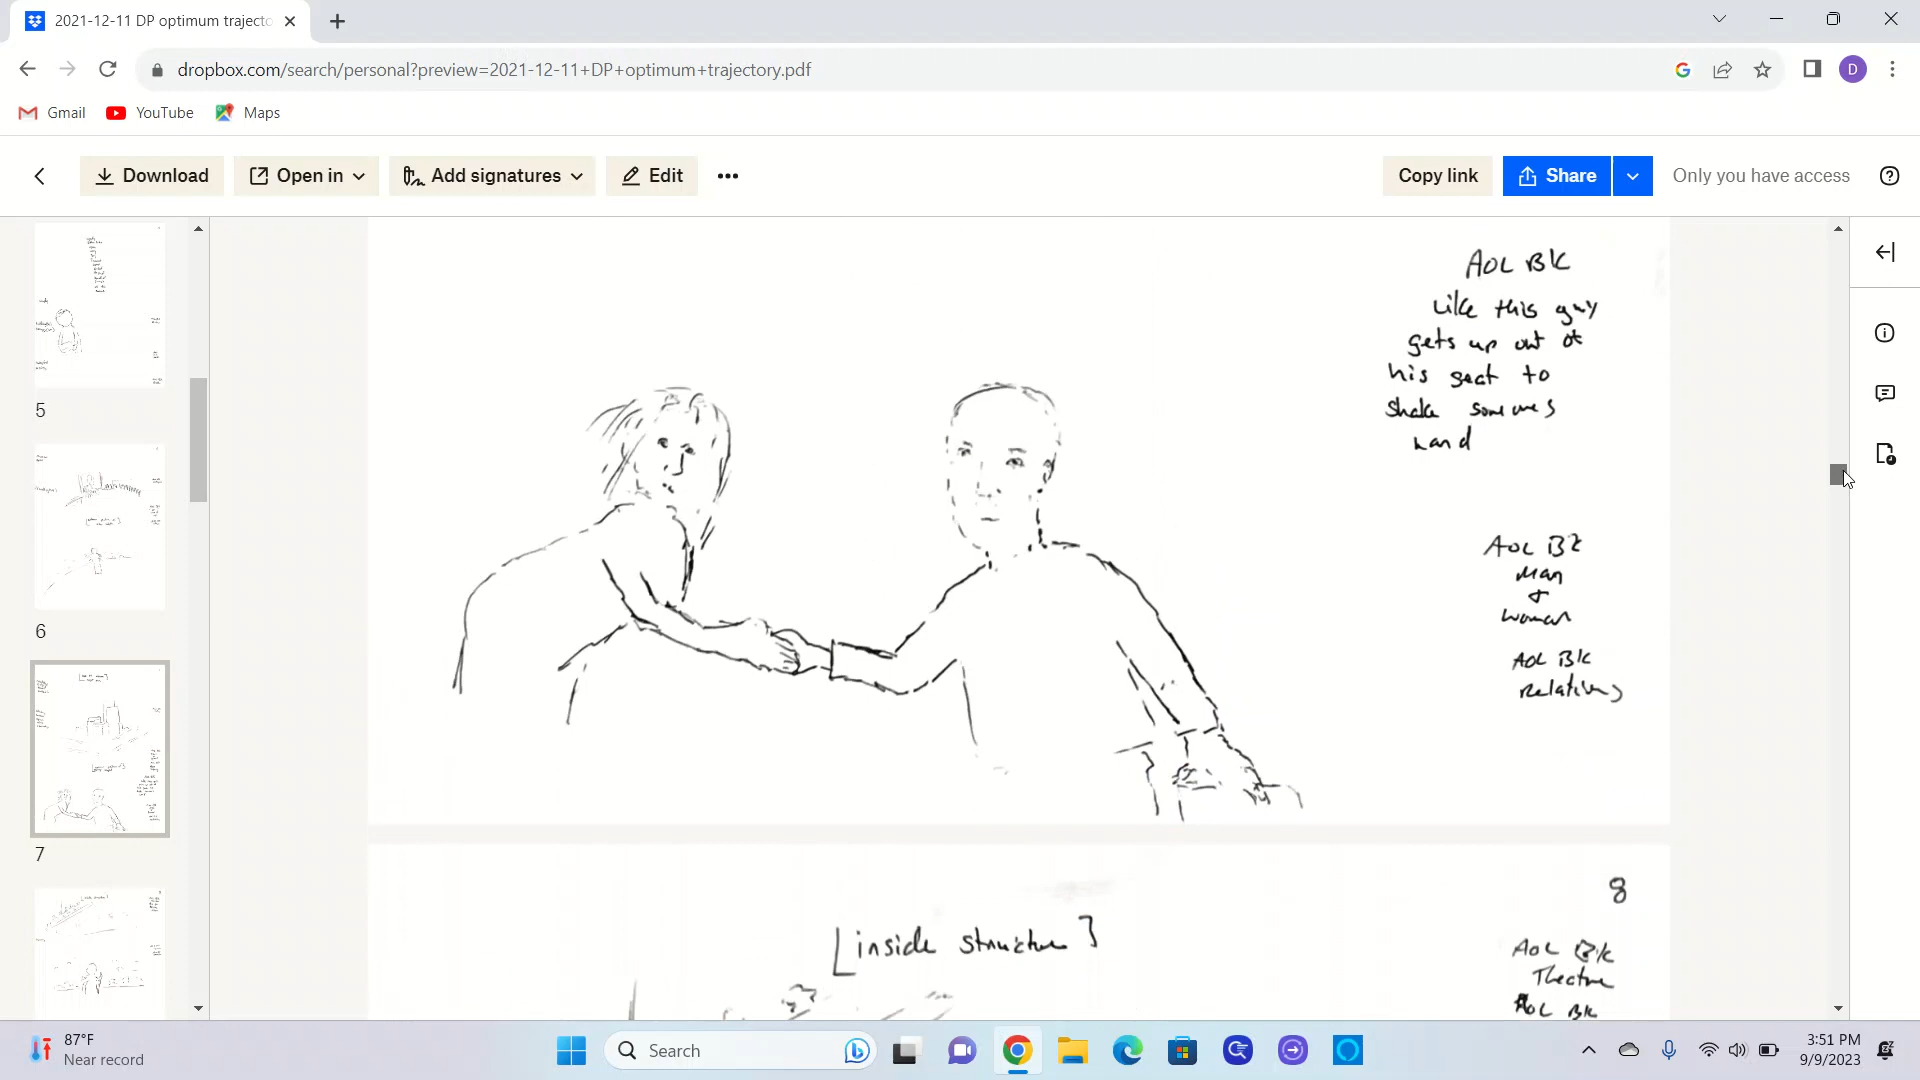 2021-12-11 DP optimum trajecto
dropbox.com/search/personal?preview=2021-12-11+DP+optimum+trajectory.pdf
D
Gmail
YouTube
Maps
Download
Open in
Add signatures
Edit
Copy link
Share
Only you have access
5
6
7
AOL BK
Like this guy
gets up out of
his seat to
shake someones
hand
AOL BK
Man
+
woman
AOL BK
Relatives
8
[inside structure]
AOL BK
Theatre
AOL BK
87°F
Near record
Search
3:51 PM
9/9/2023